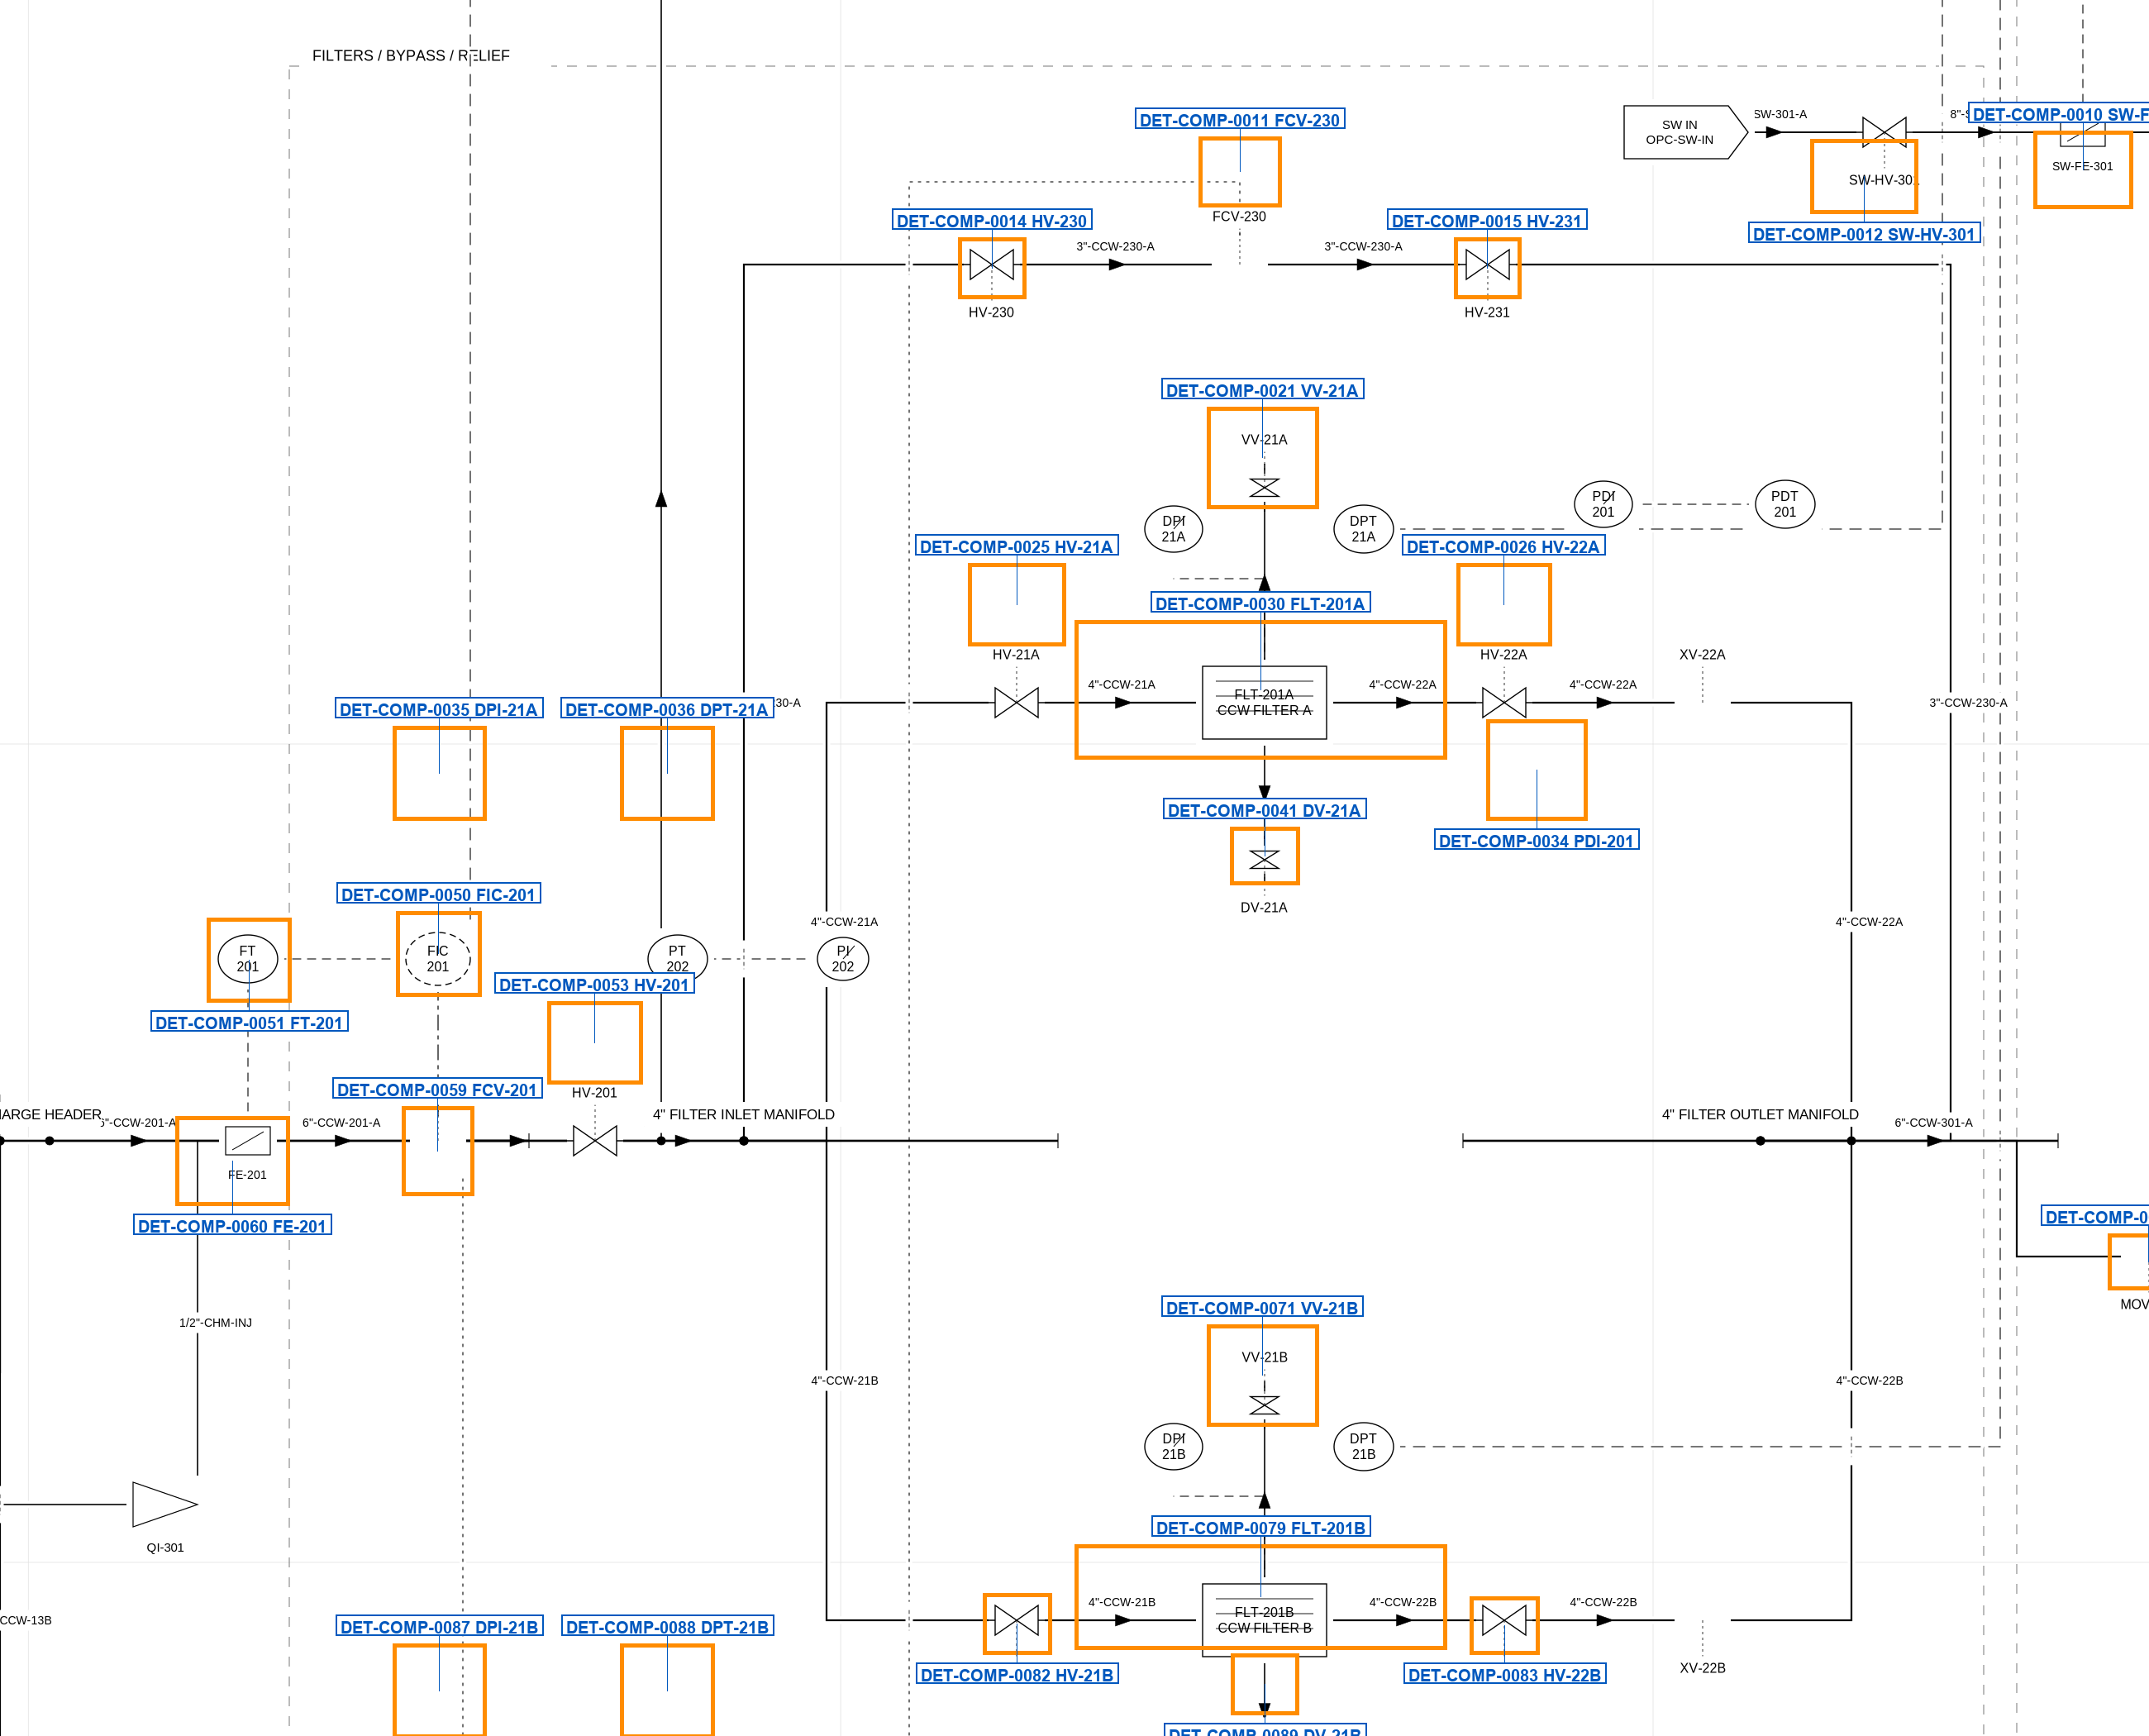 FILTERS / BYPASS / RELIEF
DET-COMP-0011 FCV-230
SW IN
OPC-SW-IN
SW-301-A
DET-COMP-0010 SW-F
SW-FE-301
SW-HV-301
DET-COMP-0012 SW-HV-301
FCV-230
DET-COMP-0014 HV-230
DET-COMP-0015 HV-231
3"-CCW-230-A
3"-CCW-230-A
HV-230
HV-231
DET-COMP-0021 VV-21A
VV-21A
DPI
21A
DPT
21A
PDI
201
PDT
201
DET-COMP-0025 HV-21A
DET-COMP-0026 HV-22A
DET-COMP-0030 FLT-201A
HV-21A
HV-22A
XV-22A
4"-CCW-21A
4"-CCW-22A
4"-CCW-22A
FLT-201A
CCW FILTER A
DET-COMP-0035 DPI-21A
DET-COMP-0036 DPT-21A
30-A
3"-CCW-230-A
DET-COMP-0041 DV-21A
DET-COMP-0034 PDI-201
DV-21A
DET-COMP-0050 FIC-201
4"-CCW-21A
4"-CCW-22A
FT
201
FIC
201
PT
202
PI
202
DET-COMP-0053 HV-201
DET-COMP-0051 FT-201
DET-COMP-0059 FCV-201
HV-201
ARGE HEADER
"-CCW-201-A
6"-CCW-201-A
4" FILTER INLET MANIFOLD
4" FILTER OUTLET MANIFOLD
6"-CCW-301-A
FE-201
DET-COMP-0060 FE-201
DET-COMP-0
MOV
1/2"-CHM-INJ
DET-COMP-0071 VV-21B
VV-21B
4"-CCW-21B
4"-CCW-22B
DPI
21B
DPT
21B
QI-301
DET-COMP-0079 FLT-201B
4"-CCW-21B
4"-CCW-22B
4"-CCW-22B
FLT-201B
CCW FILTER B
CCW-13B
DET-COMP-0087 DPI-21B
DET-COMP-0088 DPT-21B
DET-COMP-0082 HV-21B
DET-COMP-0083 HV-22B
XV-22B
DET-COMP-0089 DV-21B